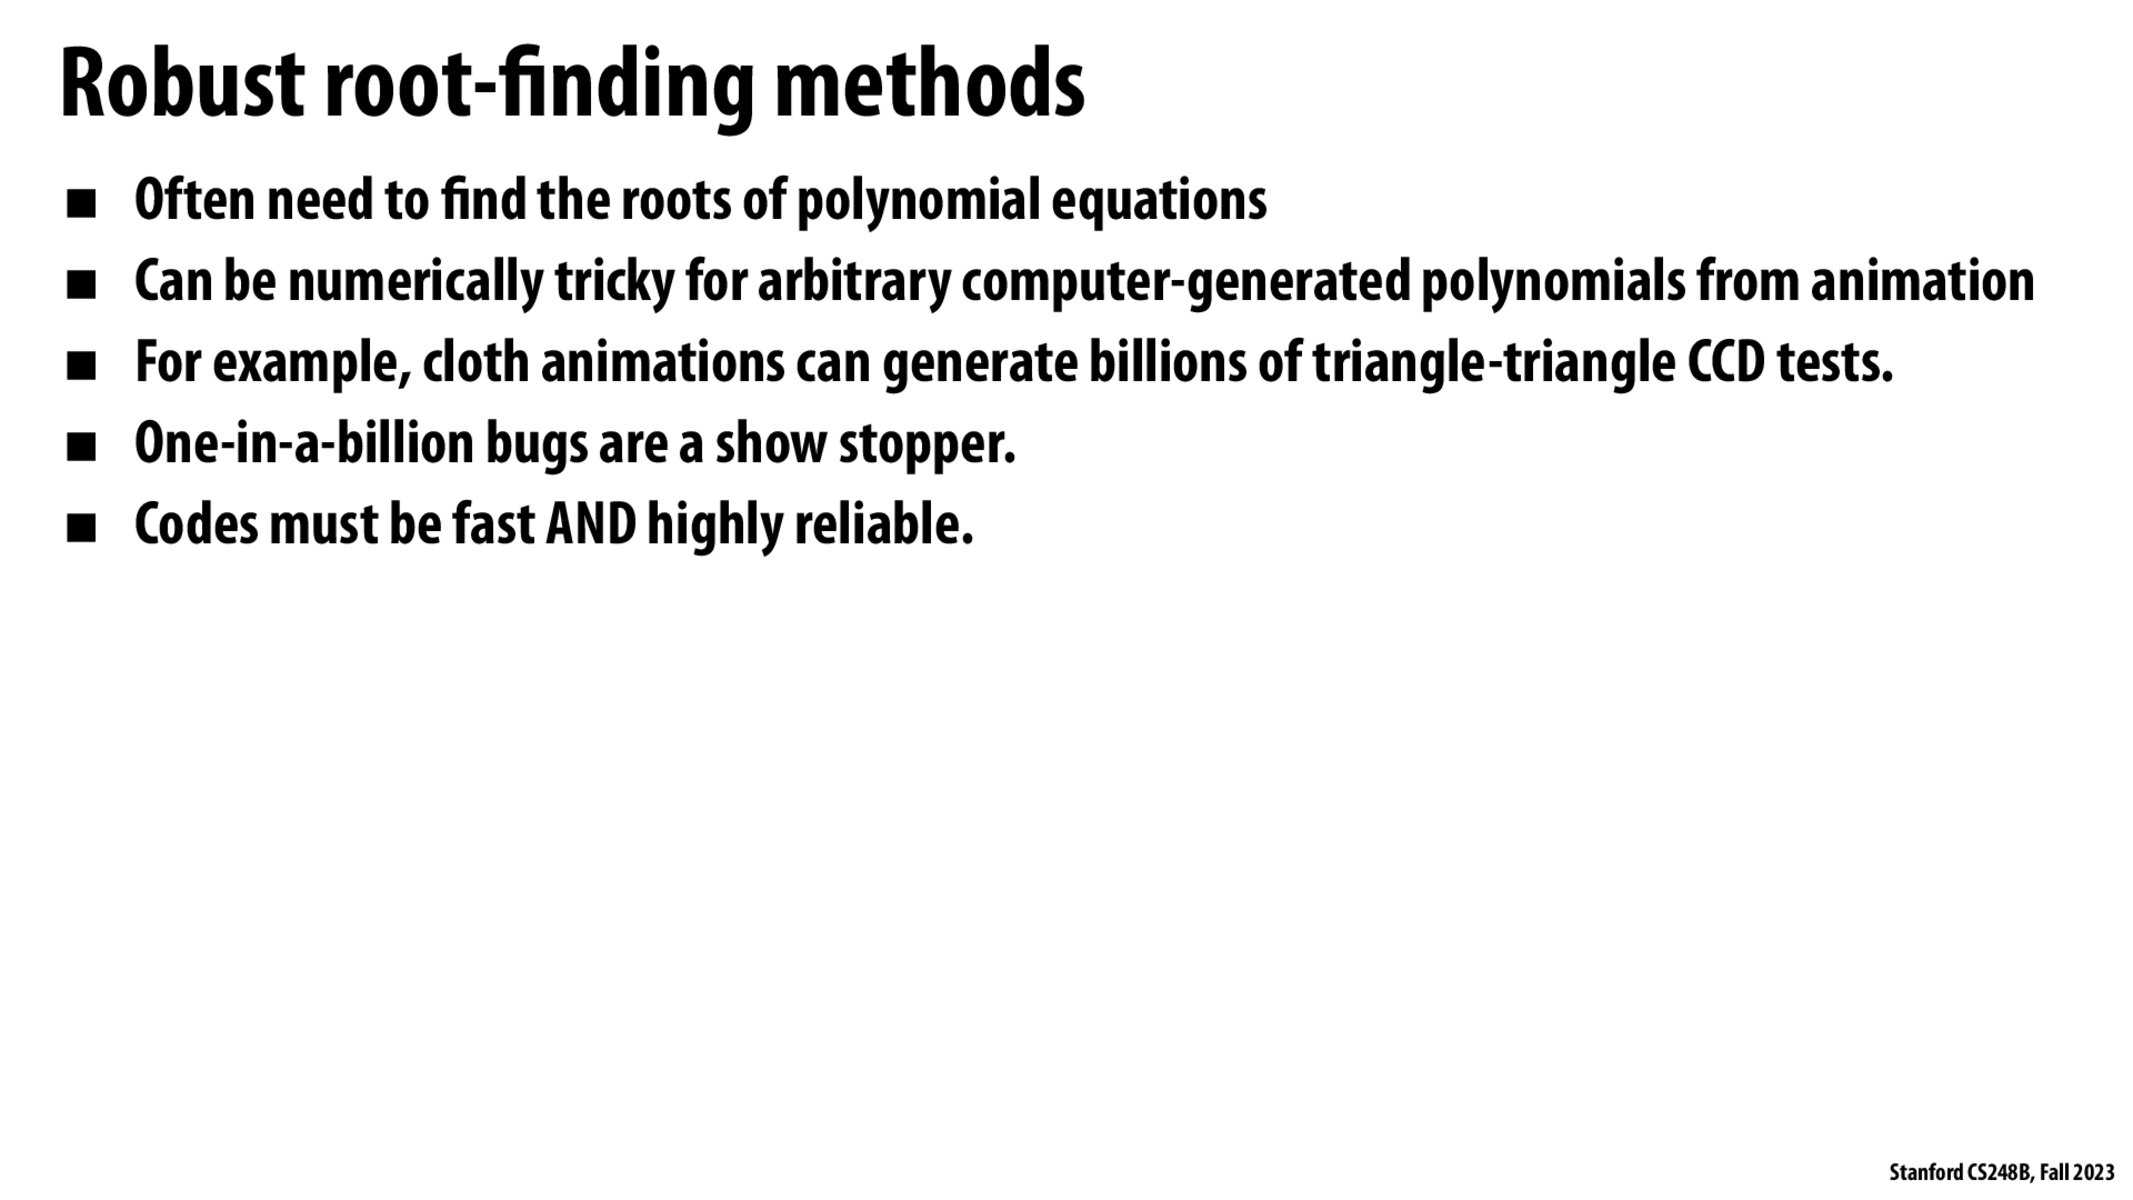 Robust root-finding methods
■ Often need to find the roots of polynomial equations
■ Can be numerically tricky for arbitrary computer-generated polynomials from animation
■ For example, cloth animations can generate billions of triangle-triangle CCD tests.
■ One-in-a-billion bugs are a show stopper.
■ Codes must be fast AND highly reliable.
Stanford CS248B, Fall 2023